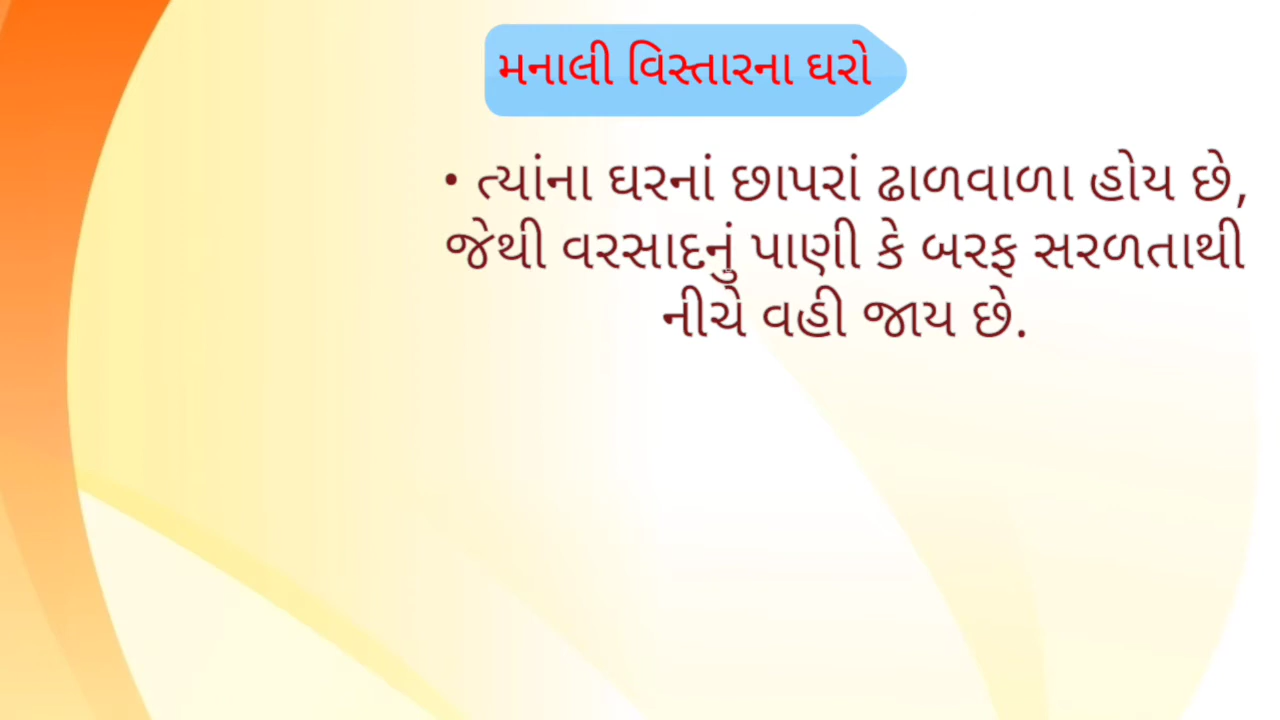 મનાલી વિસ્તારના ઘરો
• ત્યાંના ઘરનાં છાપરાં ઢાળવાળા હોય છે,
જેથી વરસાદનું પાણી કે બરફ સરળતાથી
નીચે વહી જાય છે.